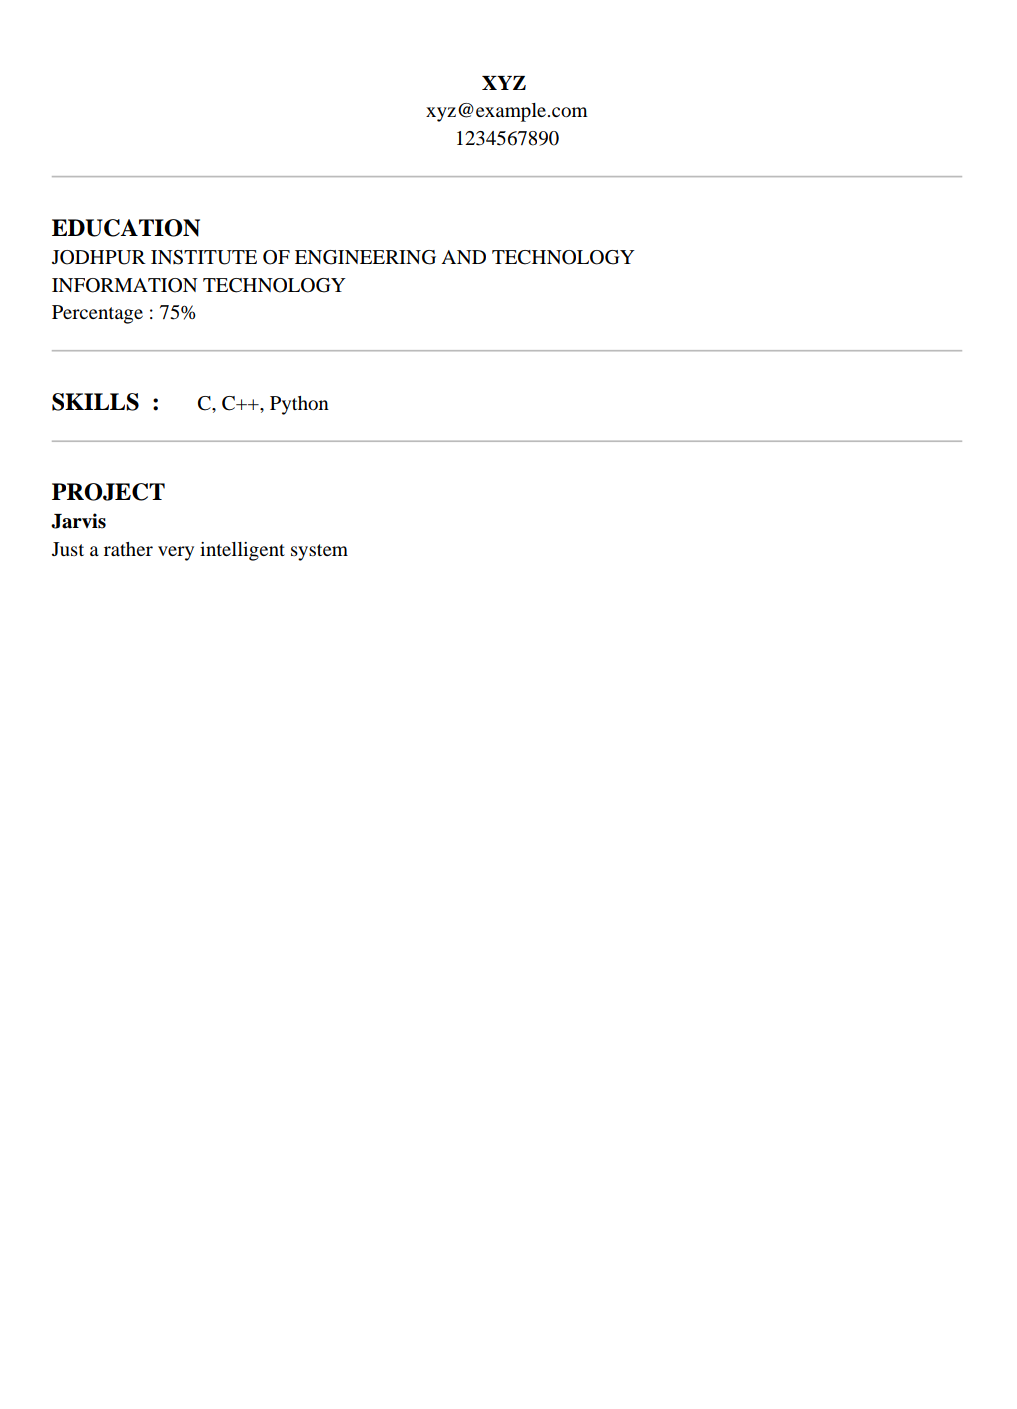 XYZ
xyz@example.com
1234567890
EDUCATION
JODHPUR INSTITUTE OF ENGINEERING AND TECHNOLOGY
INFORMATION TECHNOLOGY
Percentage : 75%
SKILLS : C, C++, Python
PROJECT
Jarvis
Just a rather very intelligent system